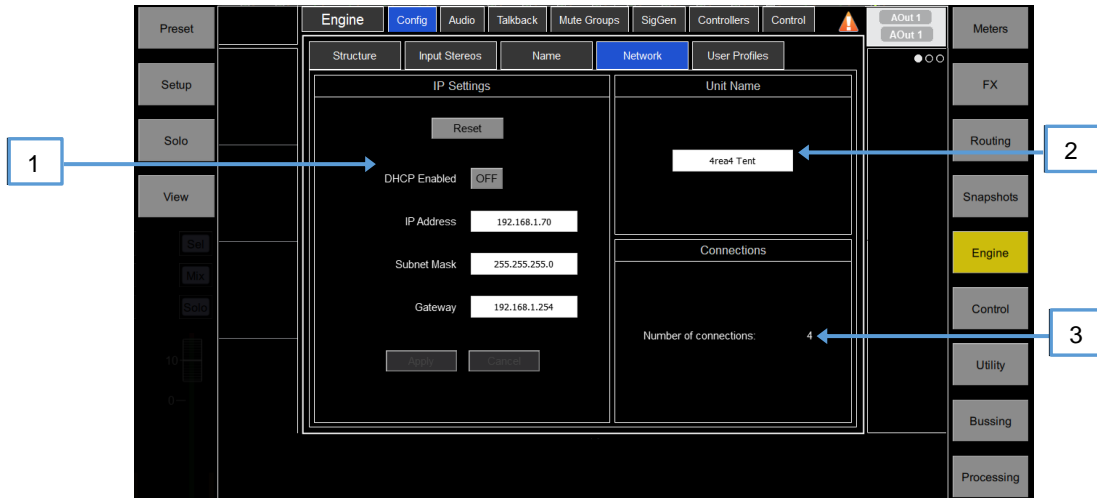 Preset
Setup
Solo
View
Sel
Mix
Solo
10
0
Engine Config Audio Talkback Mute Groups SigGen Controllers Control
Structure Input Stereos Name Network User Profiles
IP Settings
Reset
DHCP Enabled OFF
IP Address 192.168.1.70
Subnet Mask 255.255.255.0
Gateway 192.168.1.254
Apply Cancel
Unit Name
4rea4 Tent
Connections
Number of connections: 4
AOut 1
AOut 1
Meters
FX
Routing
Snapshots
Engine
Control
Utility
Bussing
Processing
1
2
3